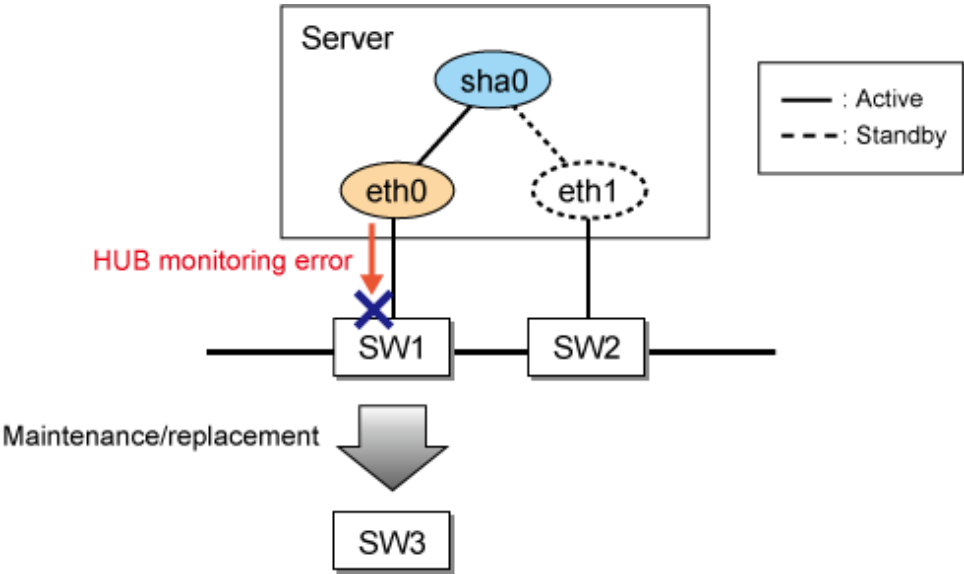 Server
sha0
: Active
: Standby
eth0
eth1
HUB monitoring error
SW1
SW2
Maintenance/replacement
SW3